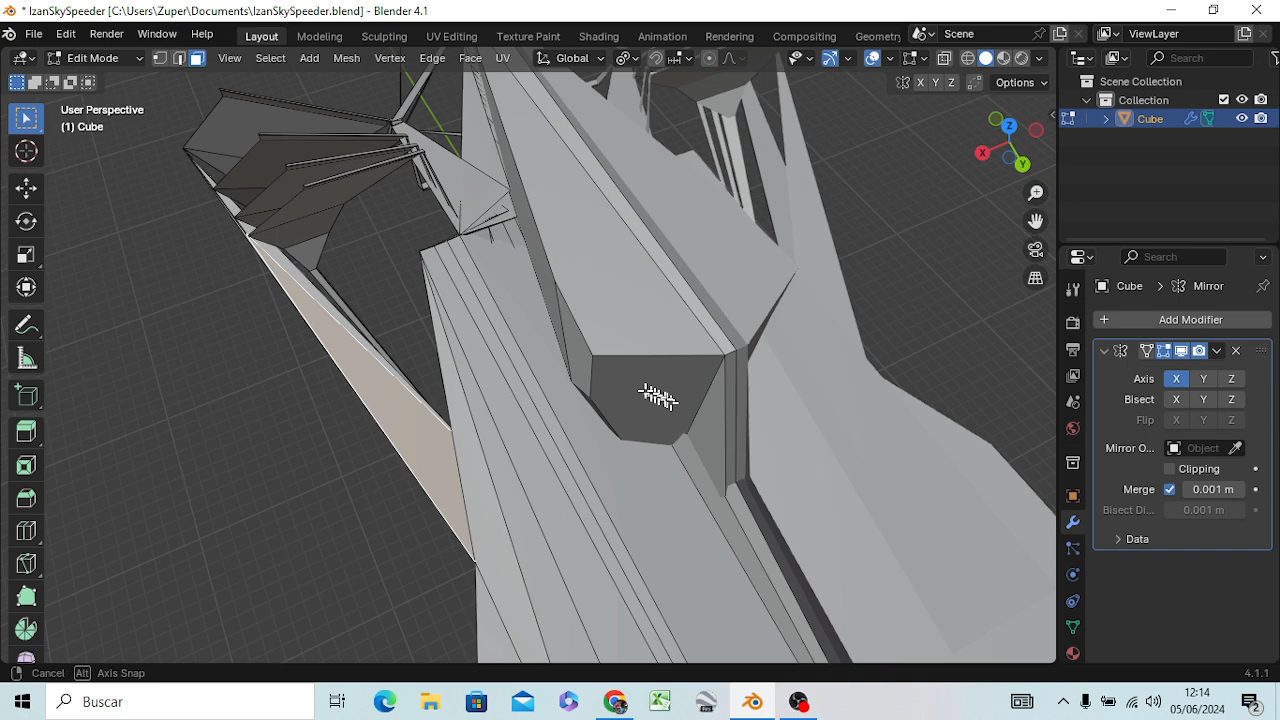 * IzanSkySpeeder [C:\Users\Zuper\Documents\IzanSkySpeeder.blend] - Blender 4.1
File Edit Render Window Help Layout Modeling Sculpting UV Editing Texture Paint Shading Animation Rendering Compositing Geometr Scene ViewLayer
Edit Mode View Select Add Mesh Vertex Edge Face UV Global Search
X Y Z Options
Scene Collection
Collection
Cube
User Perspective
(1) Cube
Z
X
Y
Search
Cube > Mirror
+ Add Modifier
Axis X Y Z
Bisect X Y Z
Flip X Y Z
Mirror O... Object
Clipping
Merge 0.001 m
Bisect Di... 0.001 m
> Data
Cancel Alt Axis Snap 4.1.1
Buscar
12:14
05/06/2024
2